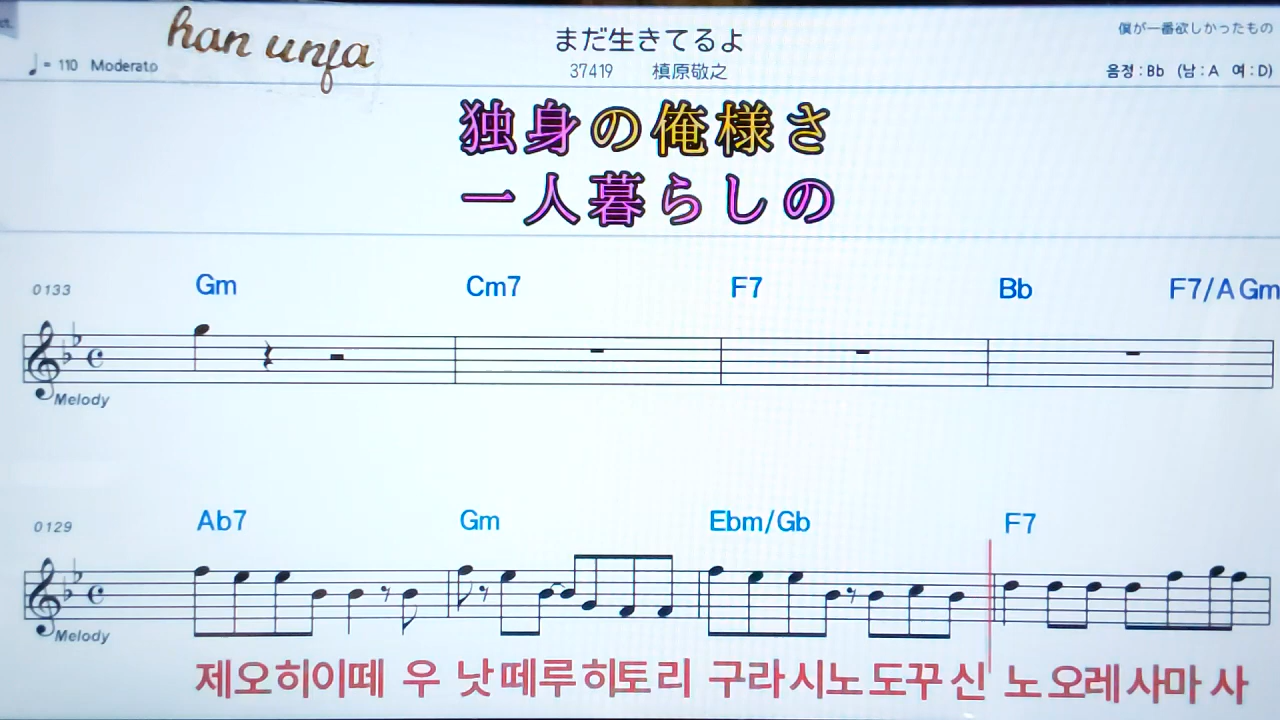 han unfa
まだ生きてるよ
僕が一番欲しかったもの
♩= 110 Moderato
37419 槇原敬之
음정 : Bb (남 : A 여 : D)
独身の俺様さ
一人暮らしの
0133 Gm Cm7 F7 Bb F7/A Gm
Melody
0129 Ab7 Gm Ebm/Gb F7
Melody
제오히이떼 우 낫떼루히토리 구라시노도꾸신 노오레사마사